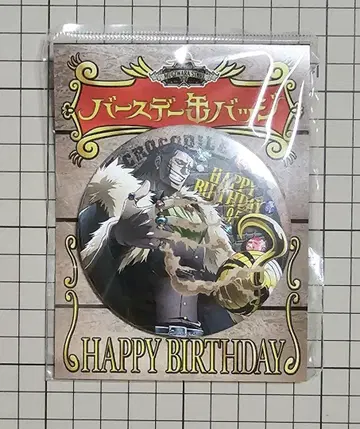 MUGIWARA STORE
バースデー缶バッジ
CROCODILE
HAPPY
BIRTHDAY
HAPPY BIRTHDAY